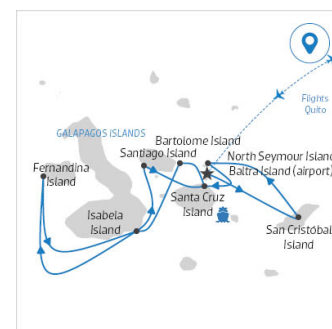 Flights
Quito
GALAPAGOS ISLANDS
Bartolome Island
Santiago Island
North Seymour Island
Baltra Island (airport)
Fernandina
Island
Santa Cruz
Island
Isabela
Island
San Cristóbal
Island